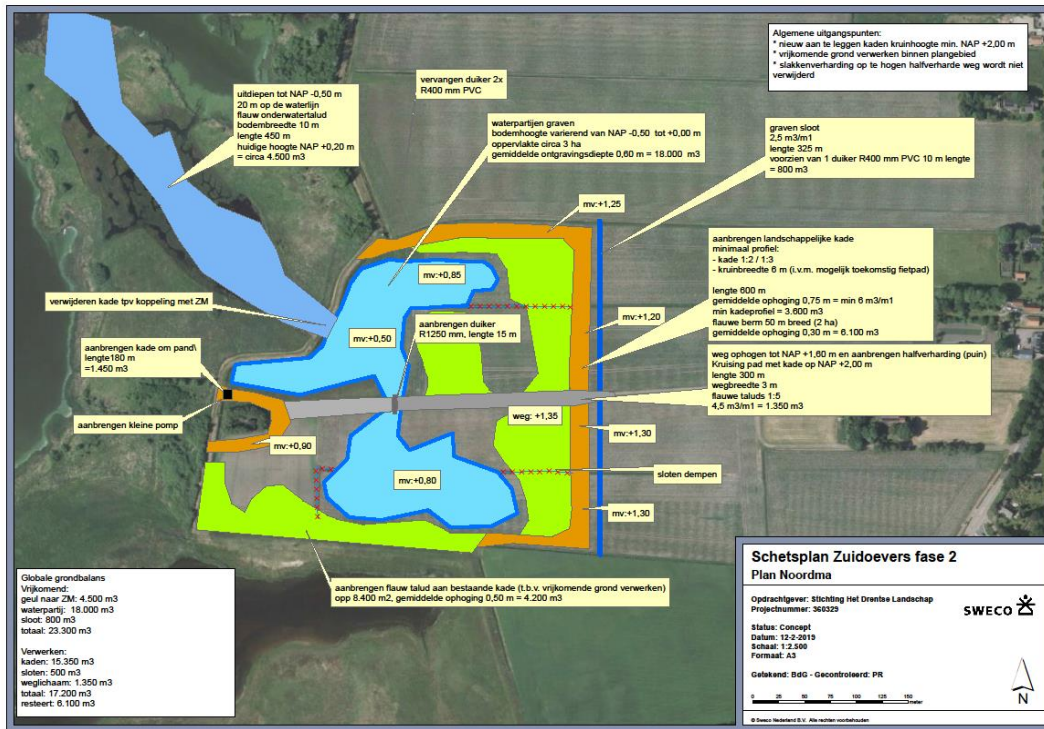 Algemene uitgangspunten:
* nieuw aan te leggen kaden kruinhoogte min. NAP +2,00 m
* vrijkomende grond verwerken binnen plangebied
* slakkenverharding op te hogen halfverharde weg wordt niet
verwijderd
uitdiepen tot NAP -0,50 m
20 m op de waterlijn
flauw onderwatertalud
bodembreedte 10 m
lengte 450 m
huidige hoogte NAP +0,20 m
= circa 4.500 m3
vervangen duiker 2x
R400 mm PVC
waterpartijen graven
bodemhoogte varierend van NAP -0,50 tot +0,00 m
oppervlakte circa 3 ha
gemiddelde ontgravingsdiepte 0,60 m = 18.000 m3
graven sloot
2,5 m3/m1
lengte 325 m
voorzien van 1 duiker R400 mm PVC 10 m lengte
= 800 m3
mv:+1,25
aanbrengen landschappelijke kade
minimaal profiel:
- kade 1:2 / 1:3
- kruinbreedte 6 m (i.v.m. mogelijk toekomstig fietpad)
lengte 600 m
gemiddelde ophoging 0,75 m = min 6 m3/m1
min kadeprofiel = 3.600 m3
flauwe berm 50 m breed (2 ha)
gemiddelde ophoging 0,30 m = 6.100 m3
mv:+0,85
verwijderen kade tpv koppeling met ZM
aanbrengen duiker
R1250 mm, lengte 15 m
mv:+1,20
mv:+0,50
aanbrengen kade om pand\
lengte180 m
=1.450 m3
weg ophogen tot NAP +1,60 m en aanbrengen halfverharding (puin)
Kruising pad met kade op NAP +2,00 m
lengte 300 m
wegbreedte 3 m
flauwe taluds 1:5
4,5 m3/m1 = 1.350 m3
weg: +1,35
aanbrengen kleine pomp
mv:+0,90
mv:+1,30
sloten dempen
mv:+0,80
mv:+1,30
aanbrengen flauw talud aan bestaande kade (t.b.v. vrijkomende grond verwerken)
opp 8.400 m2, gemiddelde ophoging 0,50 m = 4.200 m3
Globale grondbalans
Vrijkomend:
geul naar ZM: 4.500 m3
waterpartij: 18.000 m3
sloot: 800 m3
totaal: 23.300 m3
Verwerken:
kaden: 15.350 m3
sloten: 500 m3
weglichaam: 1.350 m3
totaal: 17.200 m3
resteert: 6.100 m3
Schetsplan Zuidoevers fase 2
Plan Noordma
Opdrachtgever: Stichting Het Drentse Landschap
Projectnummer: 360329
SWECO
Status: Concept
Datum: 12-2-2019
Schaal: 1:2.500
Formaat: A3
Getekend: BdG - Gecontroleerd: PR
0 25 50 75 100 125 150
meter
N
© Sweco Nederland B.V. Alle rechten voorbehouden